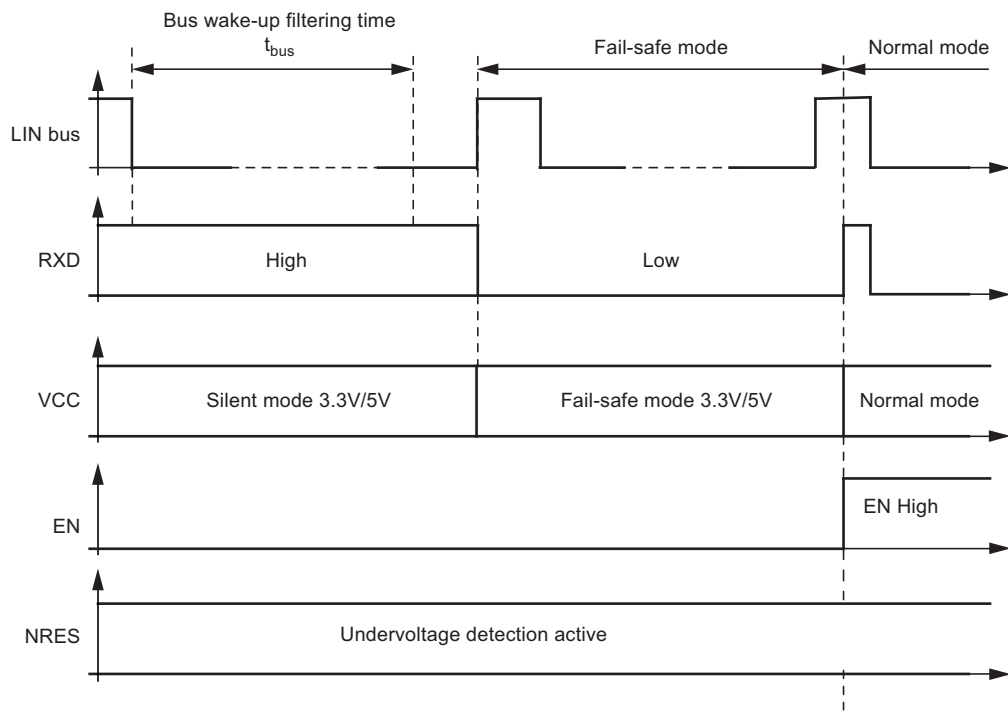 Bus wake-up filtering time
tbus
Fail-safe mode
Normal mode
LIN bus
RXD
High
Low
VCC
Silent mode 3.3V/5V
Fail-safe mode 3.3V/5V
Normal mode
EN
EN High
NRES
Undervoltage detection active